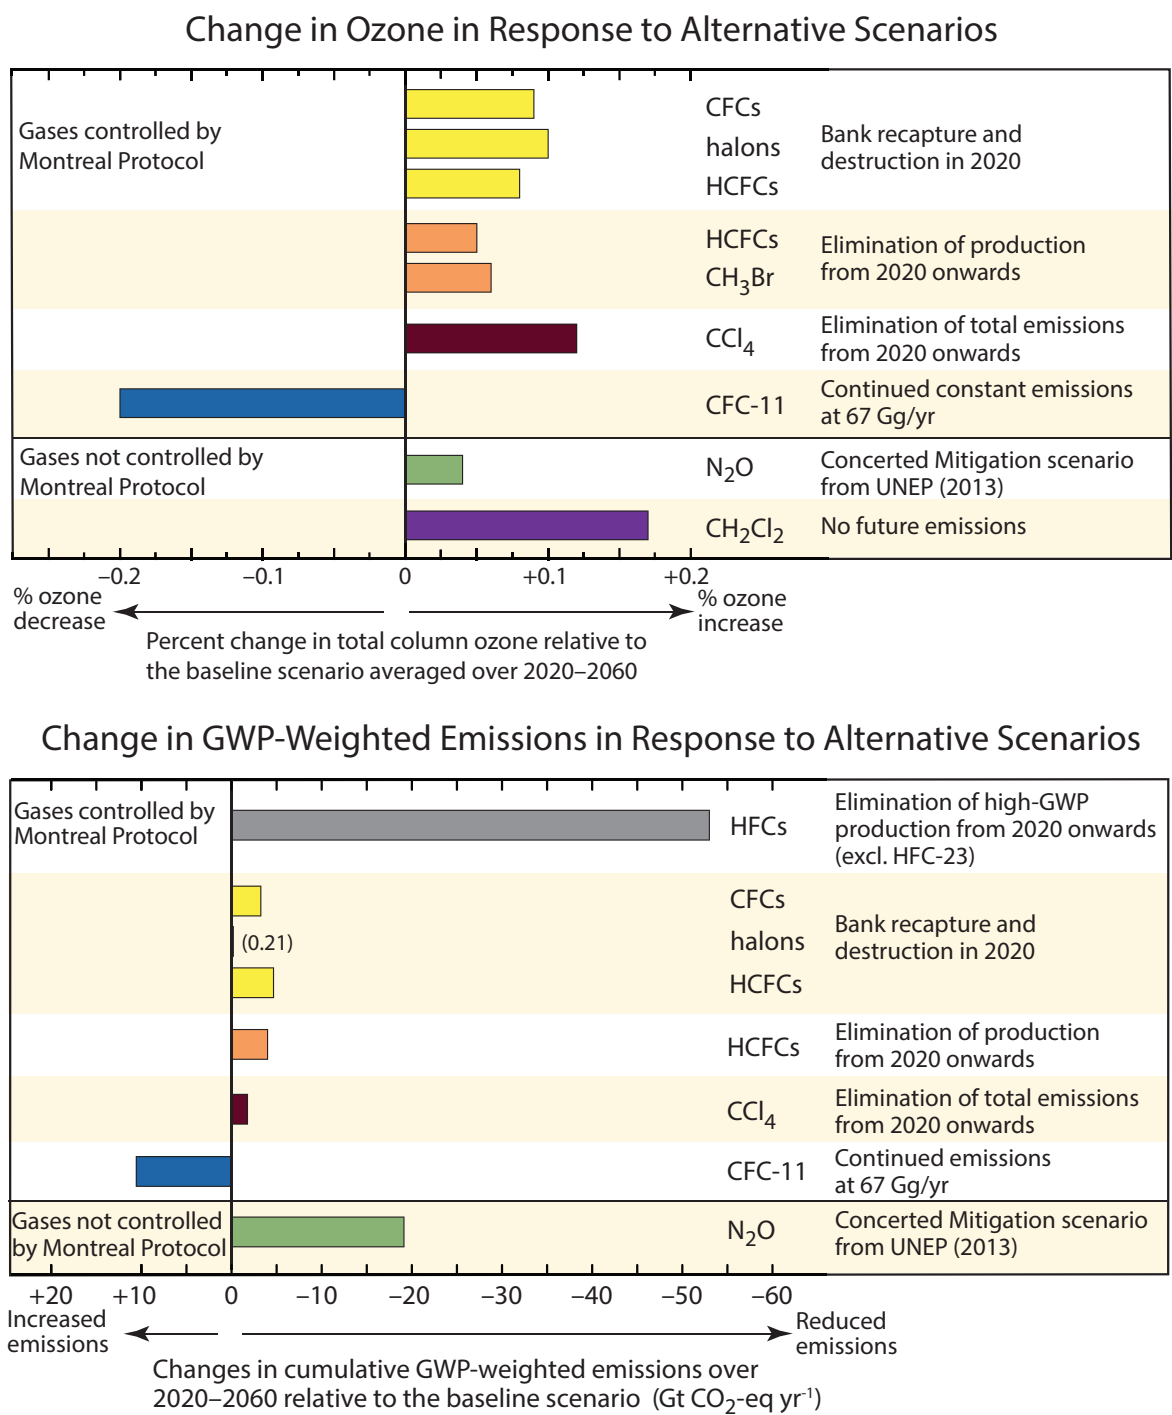 Change in Ozone in Response to Alternative Scenarios
Gases controlled by
Montreal Protocol
CFCs
halons
HCFCs
Bank recapture and
destruction in 2020
HCFCs
CH₃Br
Elimination of production
from 2020 onwards
CCl₄
Elimination of total emissions
from 2020 onwards
CFC-11
Continued constant emissions
at 67 Gg/yr
Gases not controlled by
Montreal Protocol
N₂O
Concerted Mitigation scenario
from UNEP (2013)
CH₂Cl₂
No future emissions
–0.2 –0.1 0 +0.1 +0.2
% ozone
decrease
% ozone
increase
Percent change in total column ozone relative to
the baseline scenario averaged over 2020–2060
Change in GWP-Weighted Emissions in Response to Alternative Scenarios
Gases controlled by
Montreal Protocol
HFCs
Elimination of high-GWP
production from 2020 onwards
(excl. HFC-23)
CFCs
(0.21) halons
HCFCs
Bank recapture and
destruction in 2020
HCFCs
Elimination of production
from 2020 onwards
CCl₄
Elimination of total emissions
from 2020 onwards
CFC-11
Continued emissions
at 67 Gg/yr
Gases not controlled
by Montreal Protocol
N₂O
Concerted Mitigation scenario
from UNEP (2013)
+20 +10 0 –10 –20 –30 –40 –50 –60
Increased
emissions
Reduced
emissions
Changes in cumulative GWP-weighted emissions over
2020–2060 relative to the baseline scenario (Gt CO₂-eq yr⁻¹)